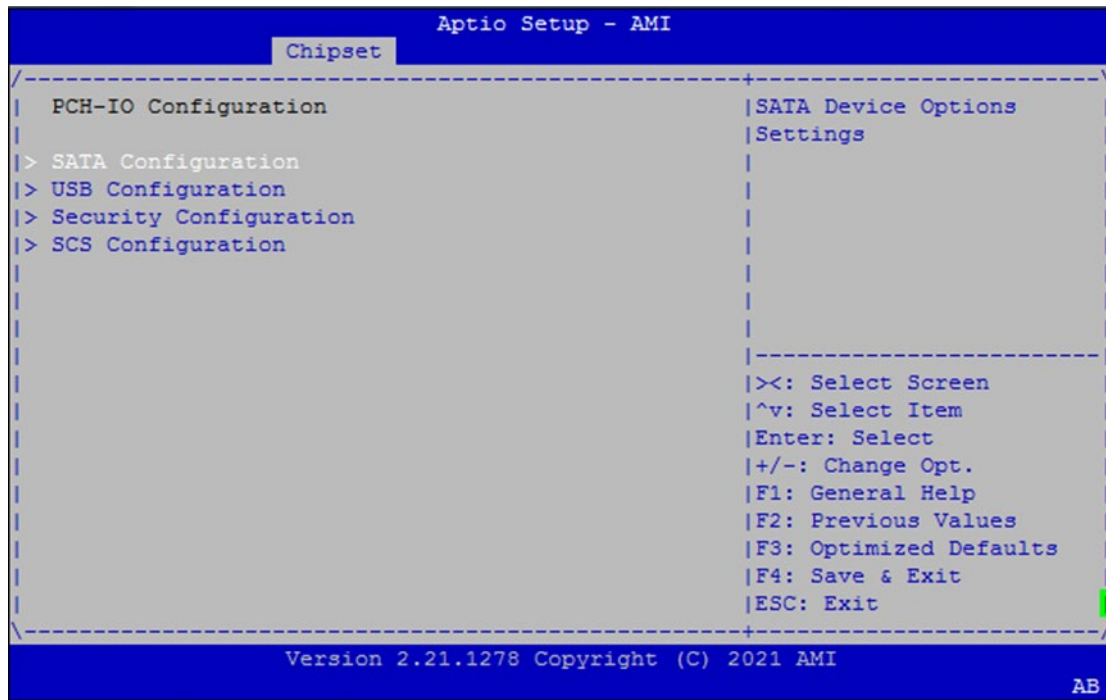 Aptio Setup - AMI
Chipset
PCH-IO Configuration
SATA Device Options
Settings
> SATA Configuration
> USB Configuration
> Security Configuration
> SCS Configuration
><: Select Screen
^v: Select Item
Enter: Select
+/-: Change Opt.
F1: General Help
F2: Previous Values
F3: Optimized Defaults
F4: Save & Exit
ESC: Exit
Version 2.21.1278 Copyright (C) 2021 AMI
AB